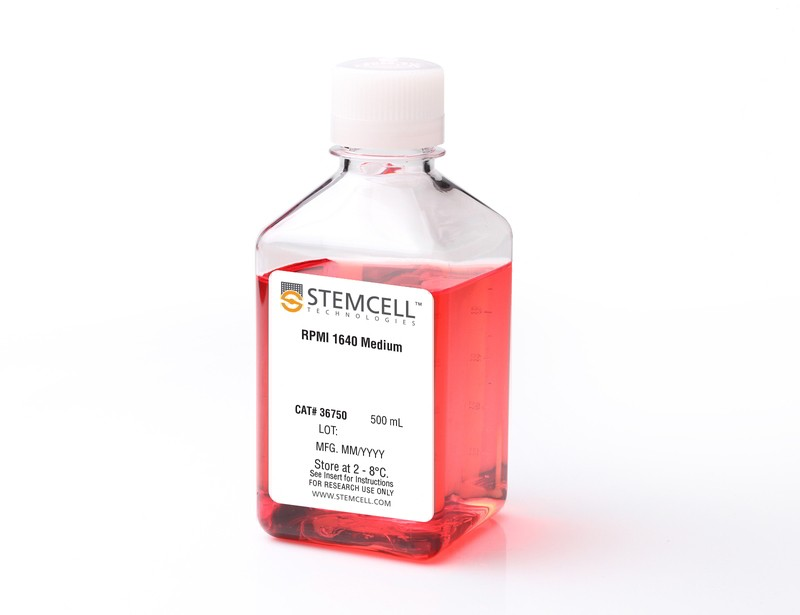 STEMCELL™
TECHNOLOGIES
RPMI 1640 Medium
CAT# 36750 500 mL
LOT:
MFG. MM/YYYY
Store at 2 - 8°C.
See Insert for Instructions
FOR RESEARCH USE ONLY
WWW.STEMCELL.COM